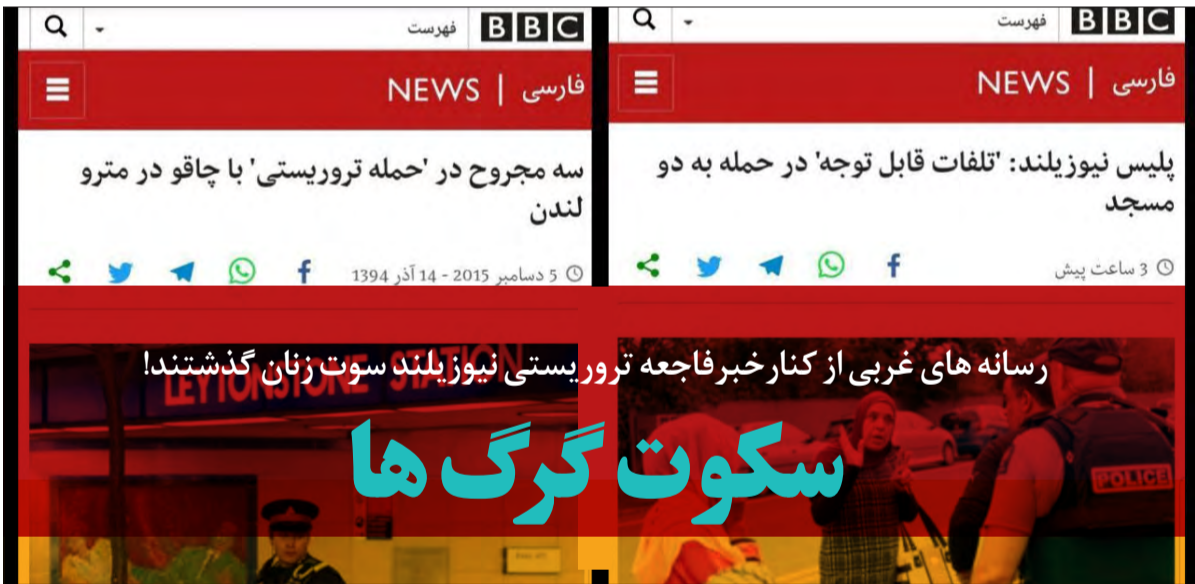 BBC
فهرست
فارسی | NEWS
پلیس نیوزیلند: 'تلفات قابل توجه' در حمله به دو
مسجد
3 ساعت پیش
BBC
فهرست
فارسی | NEWS
سه مجروح در 'حمله تروریستی' با چاقو در مترو
لندن
5 دسامبر 2015 - 14 آذر 1394
رسانه های غربی از کنار خبر فاجعه تروریستی نیوزیلند سوت زنان گذشتند!
سکوت گرگ ها
LEYTONSTONE STATION
POLICE